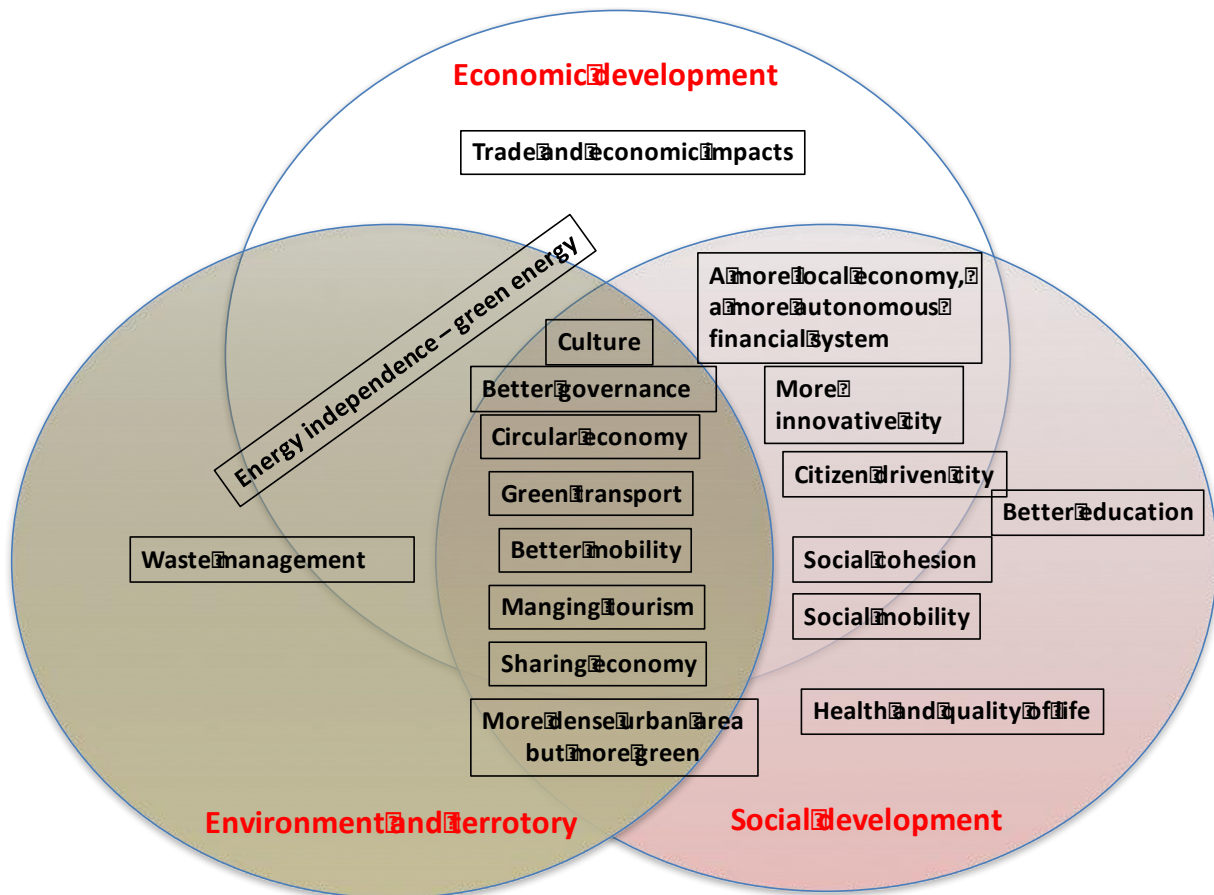 Economic development
Trade and economic impacts
Energy independence – green energy
A more local economy,
a more autonomous
financial system
Culture
Better governance
More
innovative city
Circular economy
Citizen driven city
Green transport
Better education
Better mobility
Waste management
Social cohesion
Manging tourism
Social mobility
Sharing economy
More dense urban area
but more green
Health and quality of life
Environment and terrotory
Social development